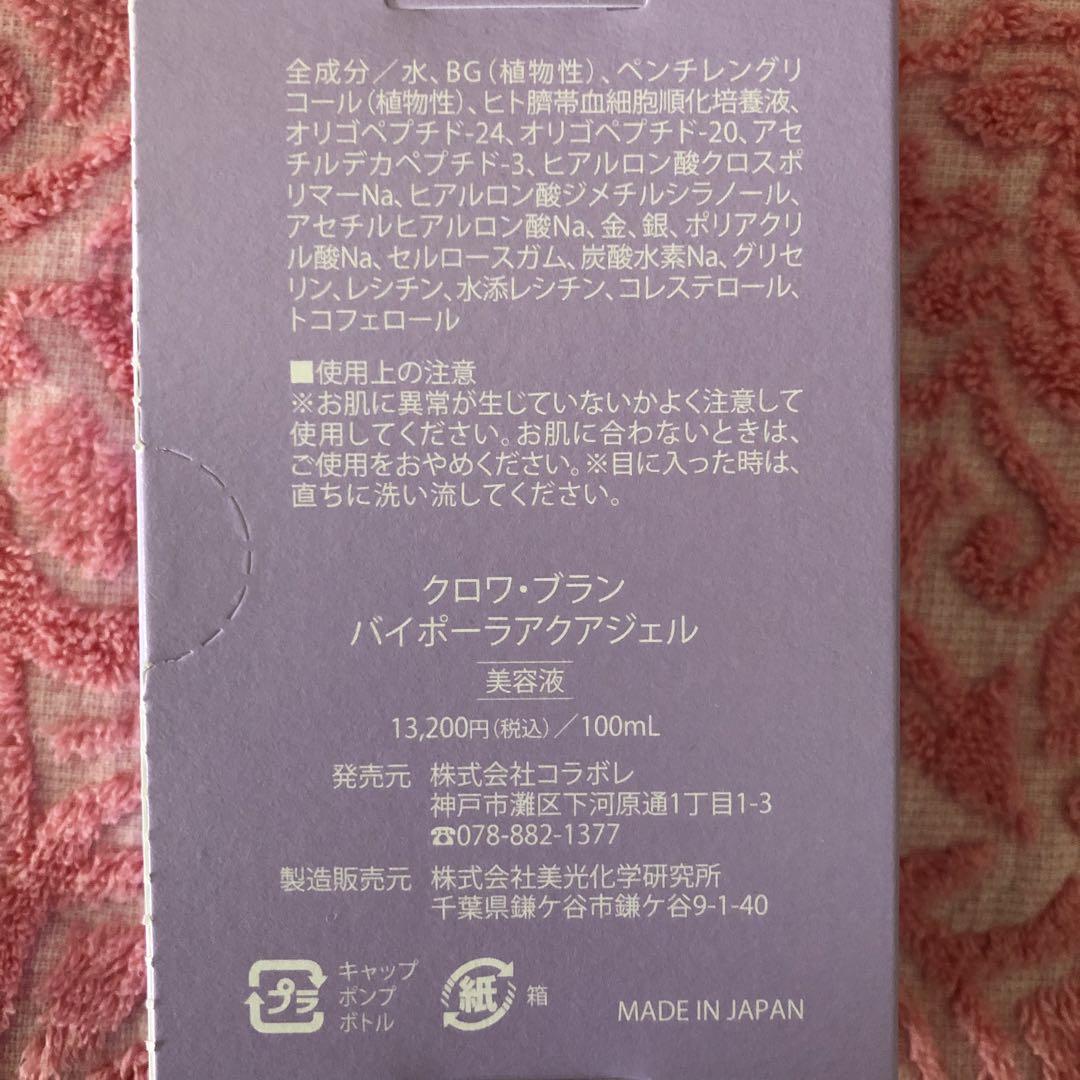 全成分／水、BG（植物性）、ペンチレングリ
コール（植物性）、ヒト臍帯血細胞順化培養液、
オリゴペプチド-24、オリゴペプチド-20、アセ
チルデカペプチド-3、ヒアルロン酸クロスポ
リマーNa、ヒアルロン酸ジメチルシラノール、
アセチルヒアルロン酸Na、金、銀、ポリアクリ
ル酸Na、セルロースガム、炭酸水素Na、グリセ
リン、レシチン、水添レシチン、コレステロール、
トコフェロール
■使用上の注意
※お肌に異常が生じていないかよく注意して
使用してください。お肌に合わないときは、
ご使用をおやめください。※目に入った時は、
直ちに洗い流してください。
クロワ・ブラン
バイポーラアクアジェル
美容液
13,200円（税込）／100mL
発売元 株式会社コラボレ
神戸市灘区下河原通1丁目1-3
☎078-882-1377
製造販売元 株式会社美光化学研究所
千葉県鎌ケ谷市鎌ケ谷9-1-40
プラ キャップ
ポンプ
ボトル
紙 箱
MADE IN JAPAN